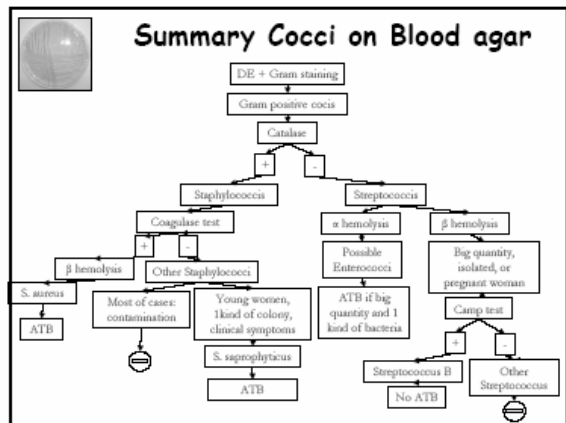 Summary Cocci on Blood agar
DE + Gram staining
Gram positive cocis
Catalase
+
-
Staphylococcis
Streptococcis
Coagulase test
α hemolysis
β hemolysis
+
-
β hemolysis
Other Staphylococci
Possible
Enterococci
Big quantity,
isolated, or
pregnant woman
S. aureus
Most of cases:
contamination
Young women,
1kind of colony,
clinical symptoms
ATB if big
quantity and 1
kind of bacteria
Camp test
ATB
+
-
S. saprophyticus
Streptococcus B
Other
Streptococcus
ATB
No ATB